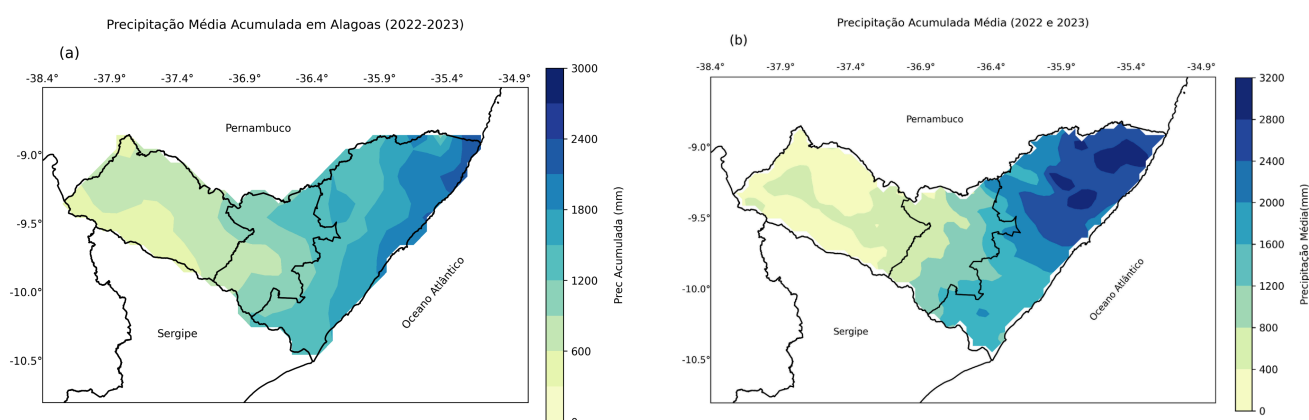 Precipitação Média Acumulada em Alagoas (2022-2023)
(a)
-38.4° -37.9° -37.4° -36.9° -36.4° -35.9° -35.4° -34.9°
-9.0°
-9.5°
-10.0°
-10.5°
Pernambuco
Sergipe
Oceano Atlântico
3000
2400
1800
1200
600
0
Prec Acumulada (mm)
Precipitação Acumulada Média (2022 e 2023)
(b)
-38.4° -37.9° -37.4° -36.9° -36.4° -35.9° -35.4° -34.9°
-9.0°
-9.5°
-10.0°
-10.5°
Pernambuco
Sergipe
Oceano Atlântico
3200
2800
2400
2000
1600
1200
800
400
0
Precipitação Média(mm)